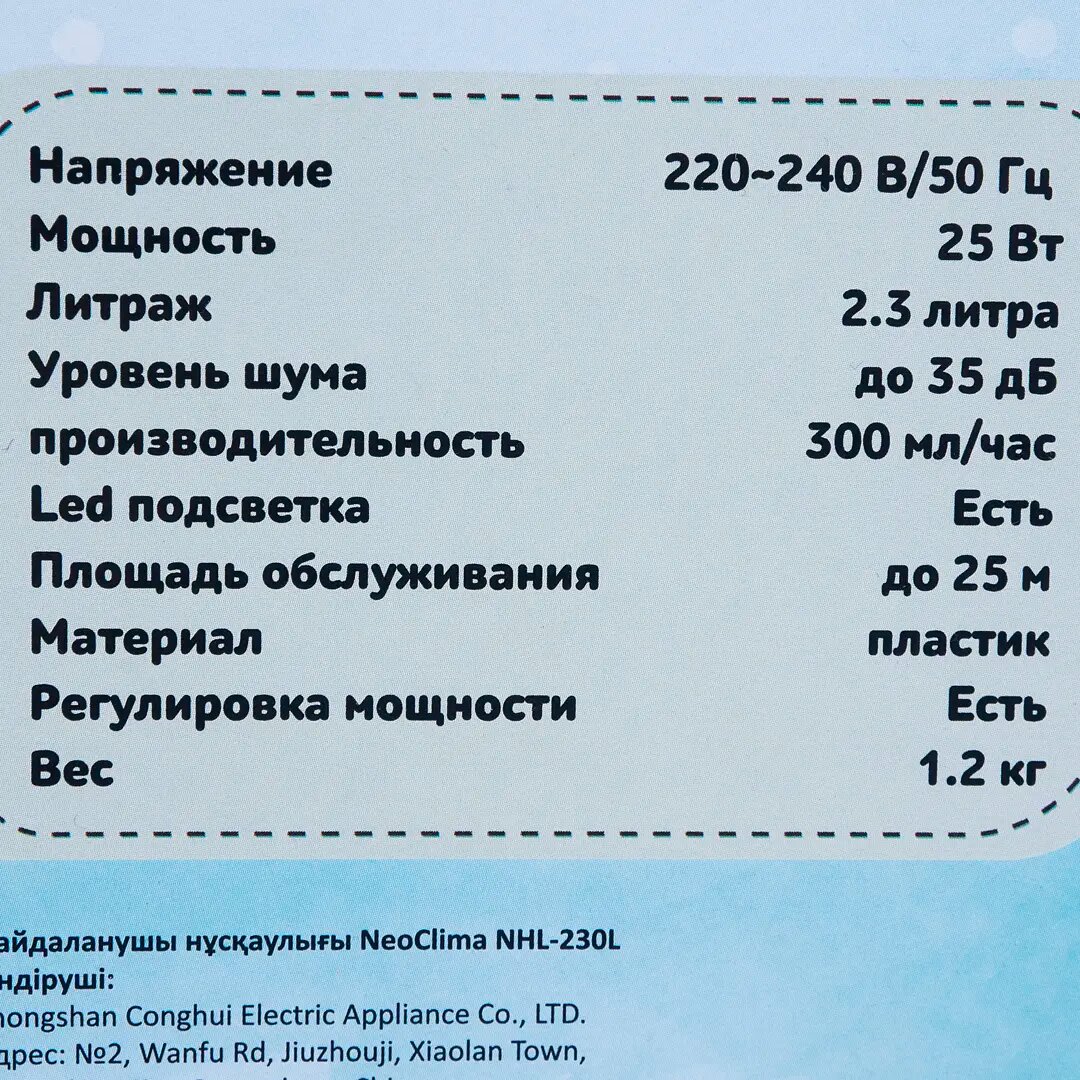 Напряжение 220~240 В/50 Гц
Мощность 25 Вт
Литраж 2.3 литра
Уровень шума до 35 дБ
производительность 300 мл/час
Led подсветка Есть
Площадь обслуживания до 25 м
Материал пластик
Регулировка мощности Есть
Вес 1.2 кг
айдаланушы нұсқаулығы NeoClima NHL-230L
ндіруші:
hongshan Conghui Electric Appliance Co., LTD.
дрес: №2, Wanfu Rd, Jiuzhouji, Xiaolan Town,